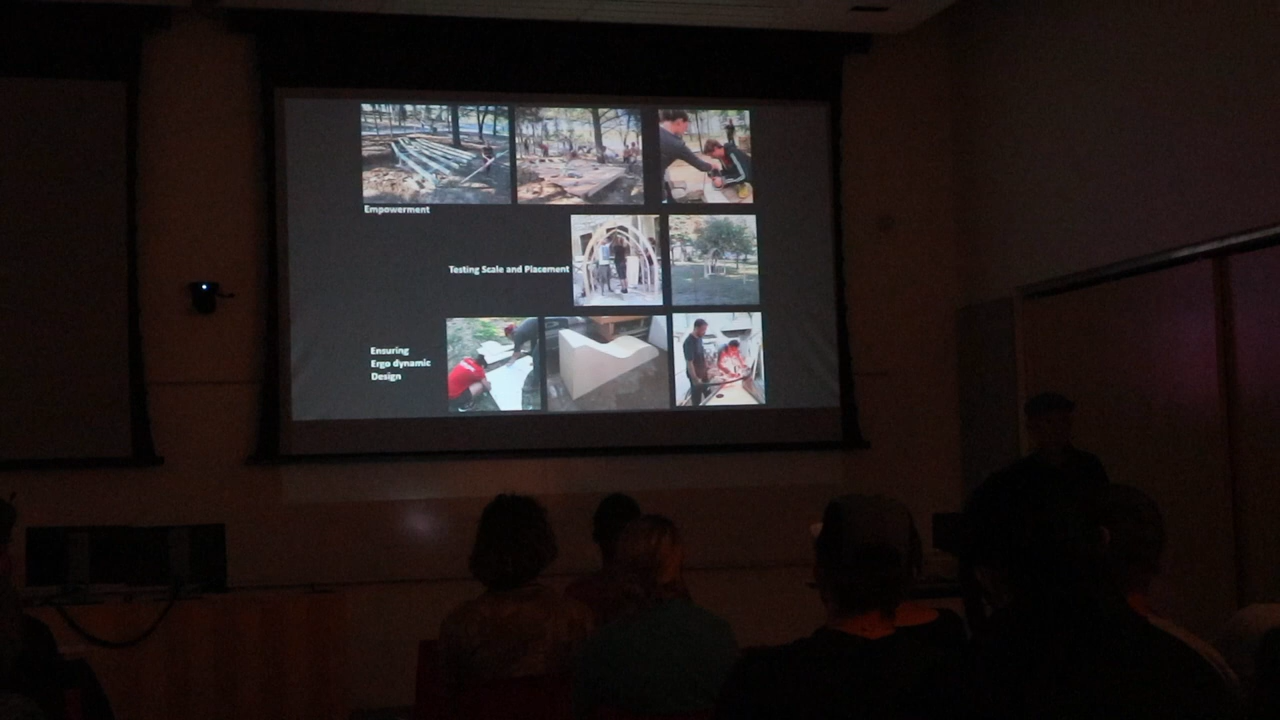 Empowerment
Testing Scale and Placement
Ensuring
Ergo dynamic
Design